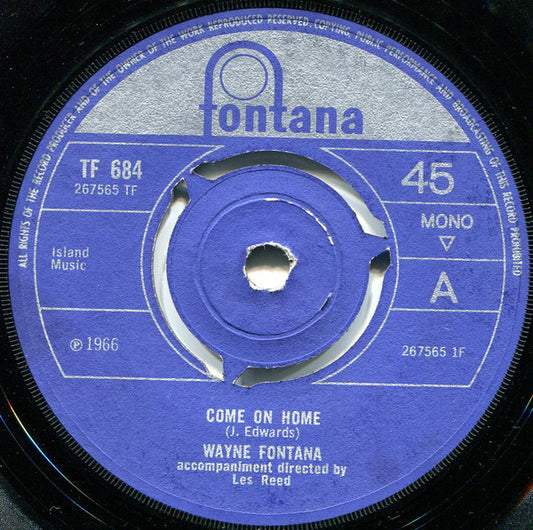 ALL RIGHTS OF THE RECORD PRODUCER AND OF THE OWNER OF THE WORK REPRODUCED RESERVED. COPYING, PUBLIC PERFORMANCE AND BROADCASTING OF THIS RECORD PROHIBITED
fontana
TF 684
267565 TF
45
MONO
Island
Music
A
℗ 1966
267565 1F
COME ON HOME
(J. Edwards)
WAYNE FONTANA
accompaniment directed by
Les Reed